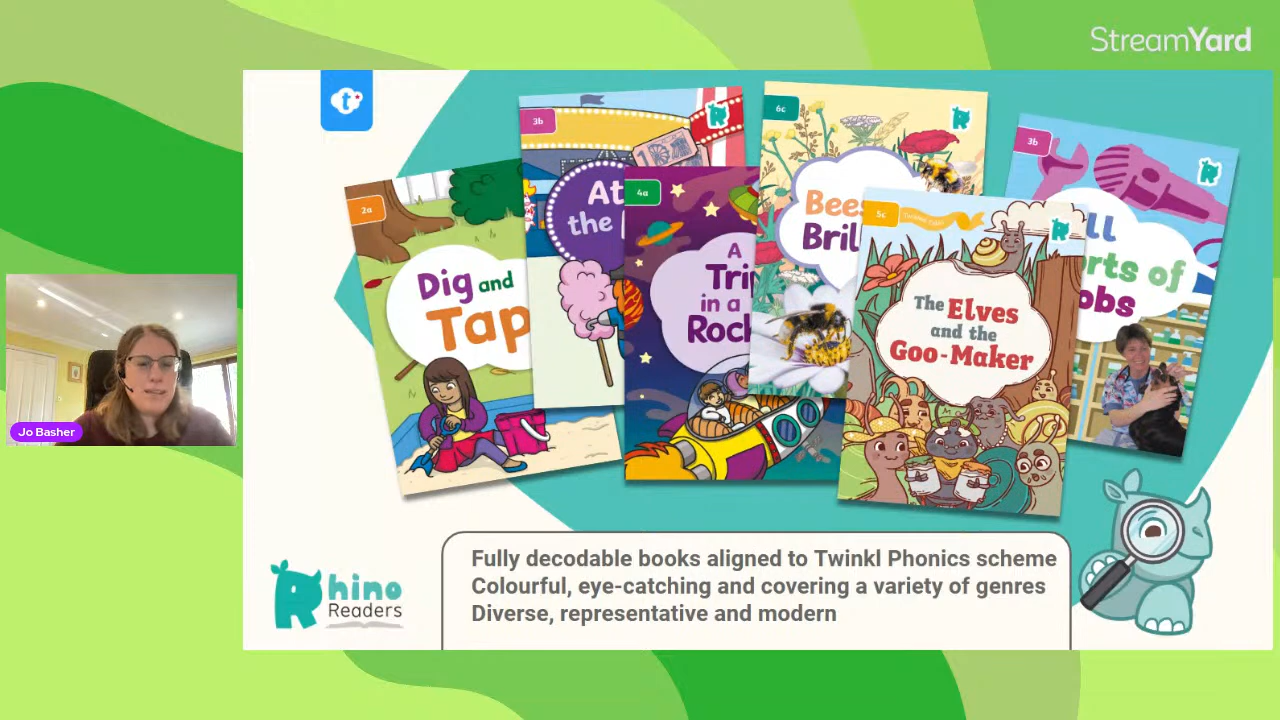 StreamYard
t
3b
6c
3b
2a
4a
5c
At
the
Bees
Bril
ll
orts of
obs
Dig and
Tap
A
Trip
in a
Rock
The Elves
and the
Goo-Maker
Jo Basher
Rhino
Readers
Fully decodable books aligned to Twinkl Phonics scheme
Colourful, eye-catching and covering a variety of genres
Diverse, representative and modern